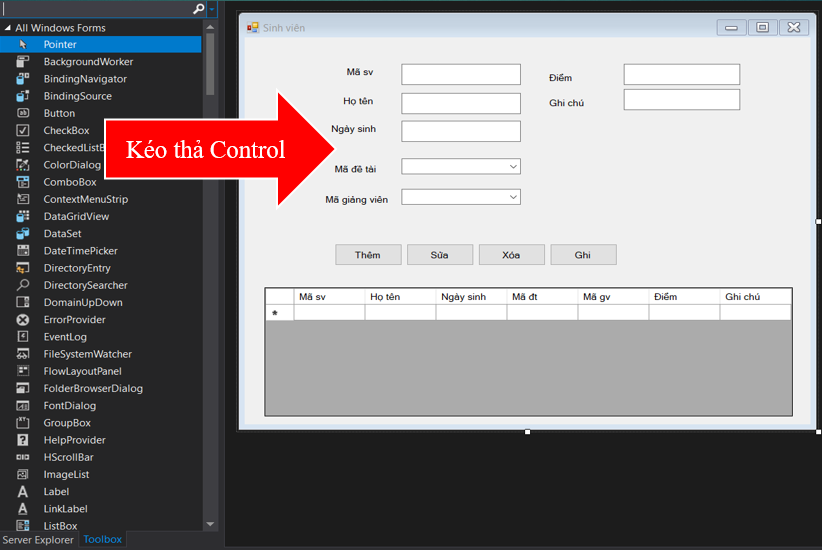 All Windows Forms
Pointer
BackgroundWorker
BindingNavigator
BindingSource
Button
CheckBox
CheckedListB
ColorDialog
ComboBox
ContextMenuStrip
DataGridView
DataSet
DateTimePicker
DirectoryEntry
DirectorySearcher
DomainUpDown
ErrorProvider
EventLog
FileSystemWatcher
FlowLayoutPanel
FolderBrowserDialog
FontDialog
GroupBox
HelpProvider
HScrollBar
ImageList
Label
LinkLabel
ListBox
Server Explorer Toolbox
Kéo thả Control
Sinh viên
Mã sv
Điểm
Họ tên
Ghi chú
Ngày sinh
Mã đề tài
Mã giảng viên
Thêm Sửa Xóa Ghi
Mã sv Họ tên Ngày sinh Mã đt Mã gv Điểm Ghi chú
*